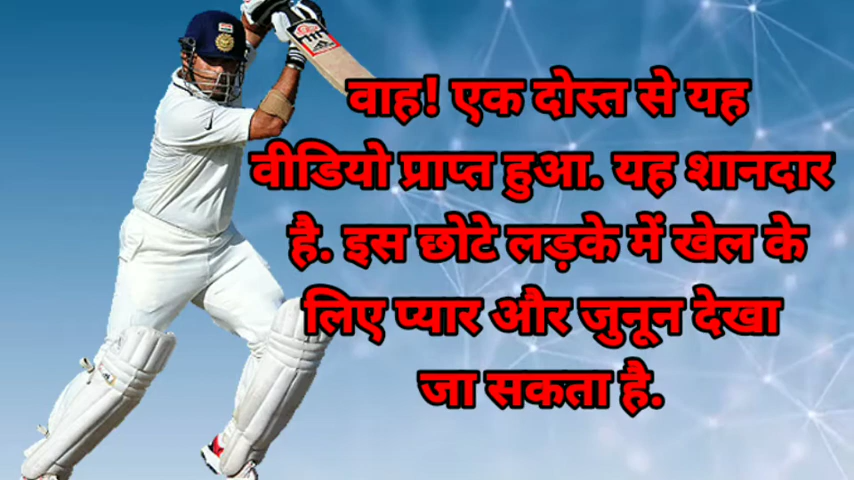 वाह! एक दोस्त से यह
वीडियो प्राप्त हुआ. यह शानदार
है. इस छोटे लड़के में खेल के
लिए प्यार और जुनून देखा
जा सकता है.